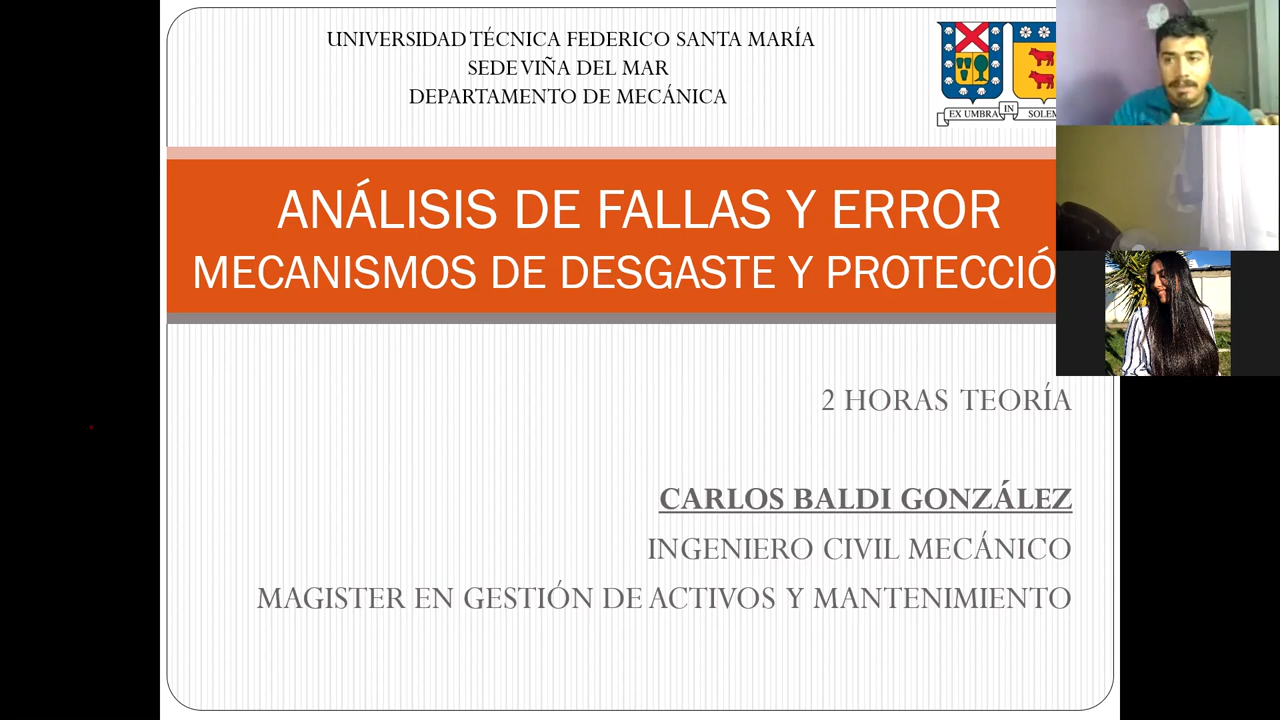 UNIVERSIDAD TÉCNICA FEDERICO SANTA MARÍA
SEDE VIÑA DEL MAR
DEPARTAMENTO DE MECÁNICA
EX UMBRA IN SOLEM
ANÁLISIS DE FALLAS Y ERROR
MECANISMOS DE DESGASTE Y PROTECCIÓ
2 HORAS TEORÍA
CARLOS BALDI GONZÁLEZ
INGENIERO CIVIL MECÁNICO
MAGISTER EN GESTIÓN DE ACTIVOS Y MANTENIMIENTO